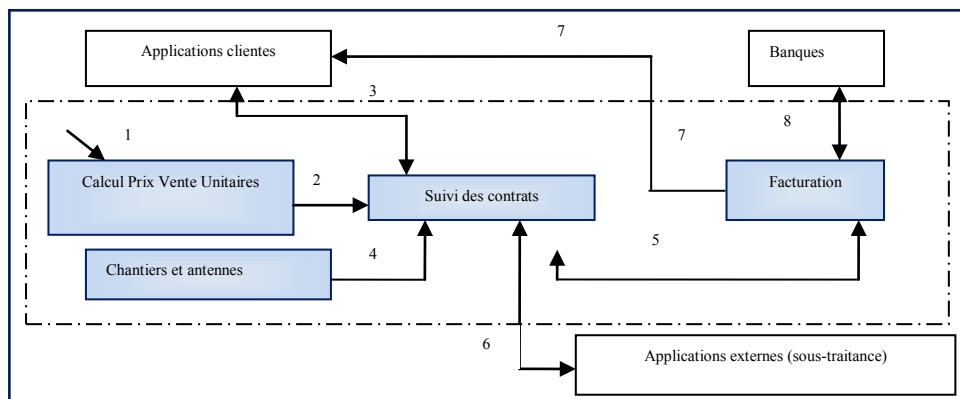 7
Applications clientes
Banques
3
1
7
8
Calcul Prix Vente Unitaires
2
Suivi des contrats
Facturation
4
5
Chantiers et antennes
6
Applications externes (sous-traitance)